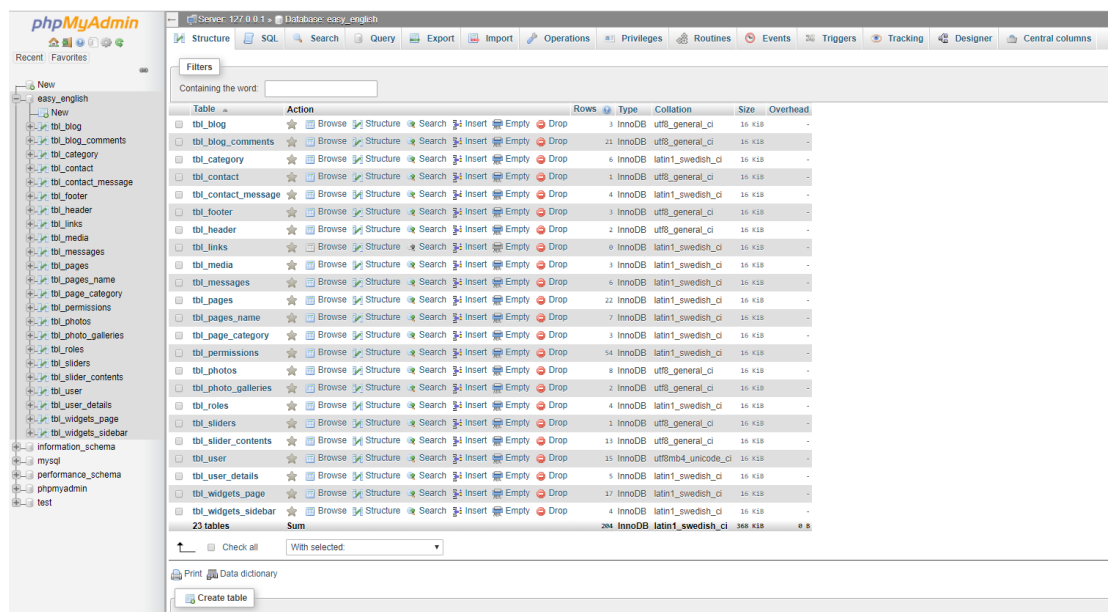 phpMyAdmin
Recent Favorites
New
easy_english
New
tbl_blog
tbl_blog_comments
tbl_category
tbl_contact
tbl_contact_message
tbl_footer
tbl_header
tbl_links
tbl_media
tbl_messages
tbl_pages
tbl_pages_name
tbl_page_category
tbl_permissions
tbl_photos
tbl_photo_galleries
tbl_roles
tbl_sliders
tbl_slider_contents
tbl_user
tbl_user_details
tbl_widgets_page
tbl_widgets_sidebar
information_schema
mysql
performance_schema
phpmyadmin
test
Server: 127.0.0.1 » Database: easy_english
Structure SQL Search Query Export Import Operations Privileges Routines Events Triggers Tracking Designer Central columns
Filters
Containing the word:
Table Action Rows Type Collation Size Overhead
tbl_blog Browse Structure Search Insert Empty Drop 3 InnoDB utf8_general_ci 16 KiB -
tbl_blog_comments Browse Structure Search Insert Empty Drop 21 InnoDB utf8_general_ci 16 KiB -
tbl_category Browse Structure Search Insert Empty Drop 6 InnoDB latin1_swedish_ci 16 KiB -
tbl_contact Browse Structure Search Insert Empty Drop 1 InnoDB utf8_general_ci 16 KiB -
tbl_contact_message Browse Structure Search Insert Empty Drop 4 InnoDB latin1_swedish_ci 16 KiB -
tbl_footer Browse Structure Search Insert Empty Drop 3 InnoDB utf8_general_ci 16 KiB -
tbl_header Browse Structure Search Insert Empty Drop 2 InnoDB utf8_general_ci 16 KiB -
tbl_links Browse Structure Search Insert Empty Drop 0 InnoDB latin1_swedish_ci 16 KiB -
tbl_media Browse Structure Search Insert Empty Drop 3 InnoDB latin1_swedish_ci 16 KiB -
tbl_messages Browse Structure Search Insert Empty Drop 6 InnoDB latin1_swedish_ci 16 KiB -
tbl_pages Browse Structure Search Insert Empty Drop 22 InnoDB latin1_swedish_ci 16 KiB -
tbl_pages_name Browse Structure Search Insert Empty Drop 7 InnoDB latin1_swedish_ci 16 KiB -
tbl_page_category Browse Structure Search Insert Empty Drop 3 InnoDB latin1_swedish_ci 16 KiB -
tbl_permissions Browse Structure Search Insert Empty Drop 54 InnoDB latin1_swedish_ci 16 KiB -
tbl_photos Browse Structure Search Insert Empty Drop 8 InnoDB utf8_general_ci 16 KiB -
tbl_photo_galleries Browse Structure Search Insert Empty Drop 2 InnoDB utf8_general_ci 16 KiB -
tbl_roles Browse Structure Search Insert Empty Drop 4 InnoDB latin1_swedish_ci 16 KiB -
tbl_sliders Browse Structure Search Insert Empty Drop 1 InnoDB utf8_general_ci 16 KiB -
tbl_slider_contents Browse Structure Search Insert Empty Drop 13 InnoDB utf8_general_ci 16 KiB -
tbl_user Browse Structure Search Insert Empty Drop 15 InnoDB utf8mb4_unicode_ci 16 KiB -
tbl_user_details Browse Structure Search Insert Empty Drop 5 InnoDB latin1_swedish_ci 16 KiB -
tbl_widgets_page Browse Structure Search Insert Empty Drop 17 InnoDB latin1_swedish_ci 16 KiB -
tbl_widgets_sidebar Browse Structure Search Insert Empty Drop 4 InnoDB latin1_swedish_ci 16 KiB -
23 tables Sum 204 InnoDB latin1_swedish_ci 368 KiB 0 B
Check all With selected:
Print Data dictionary
Create table